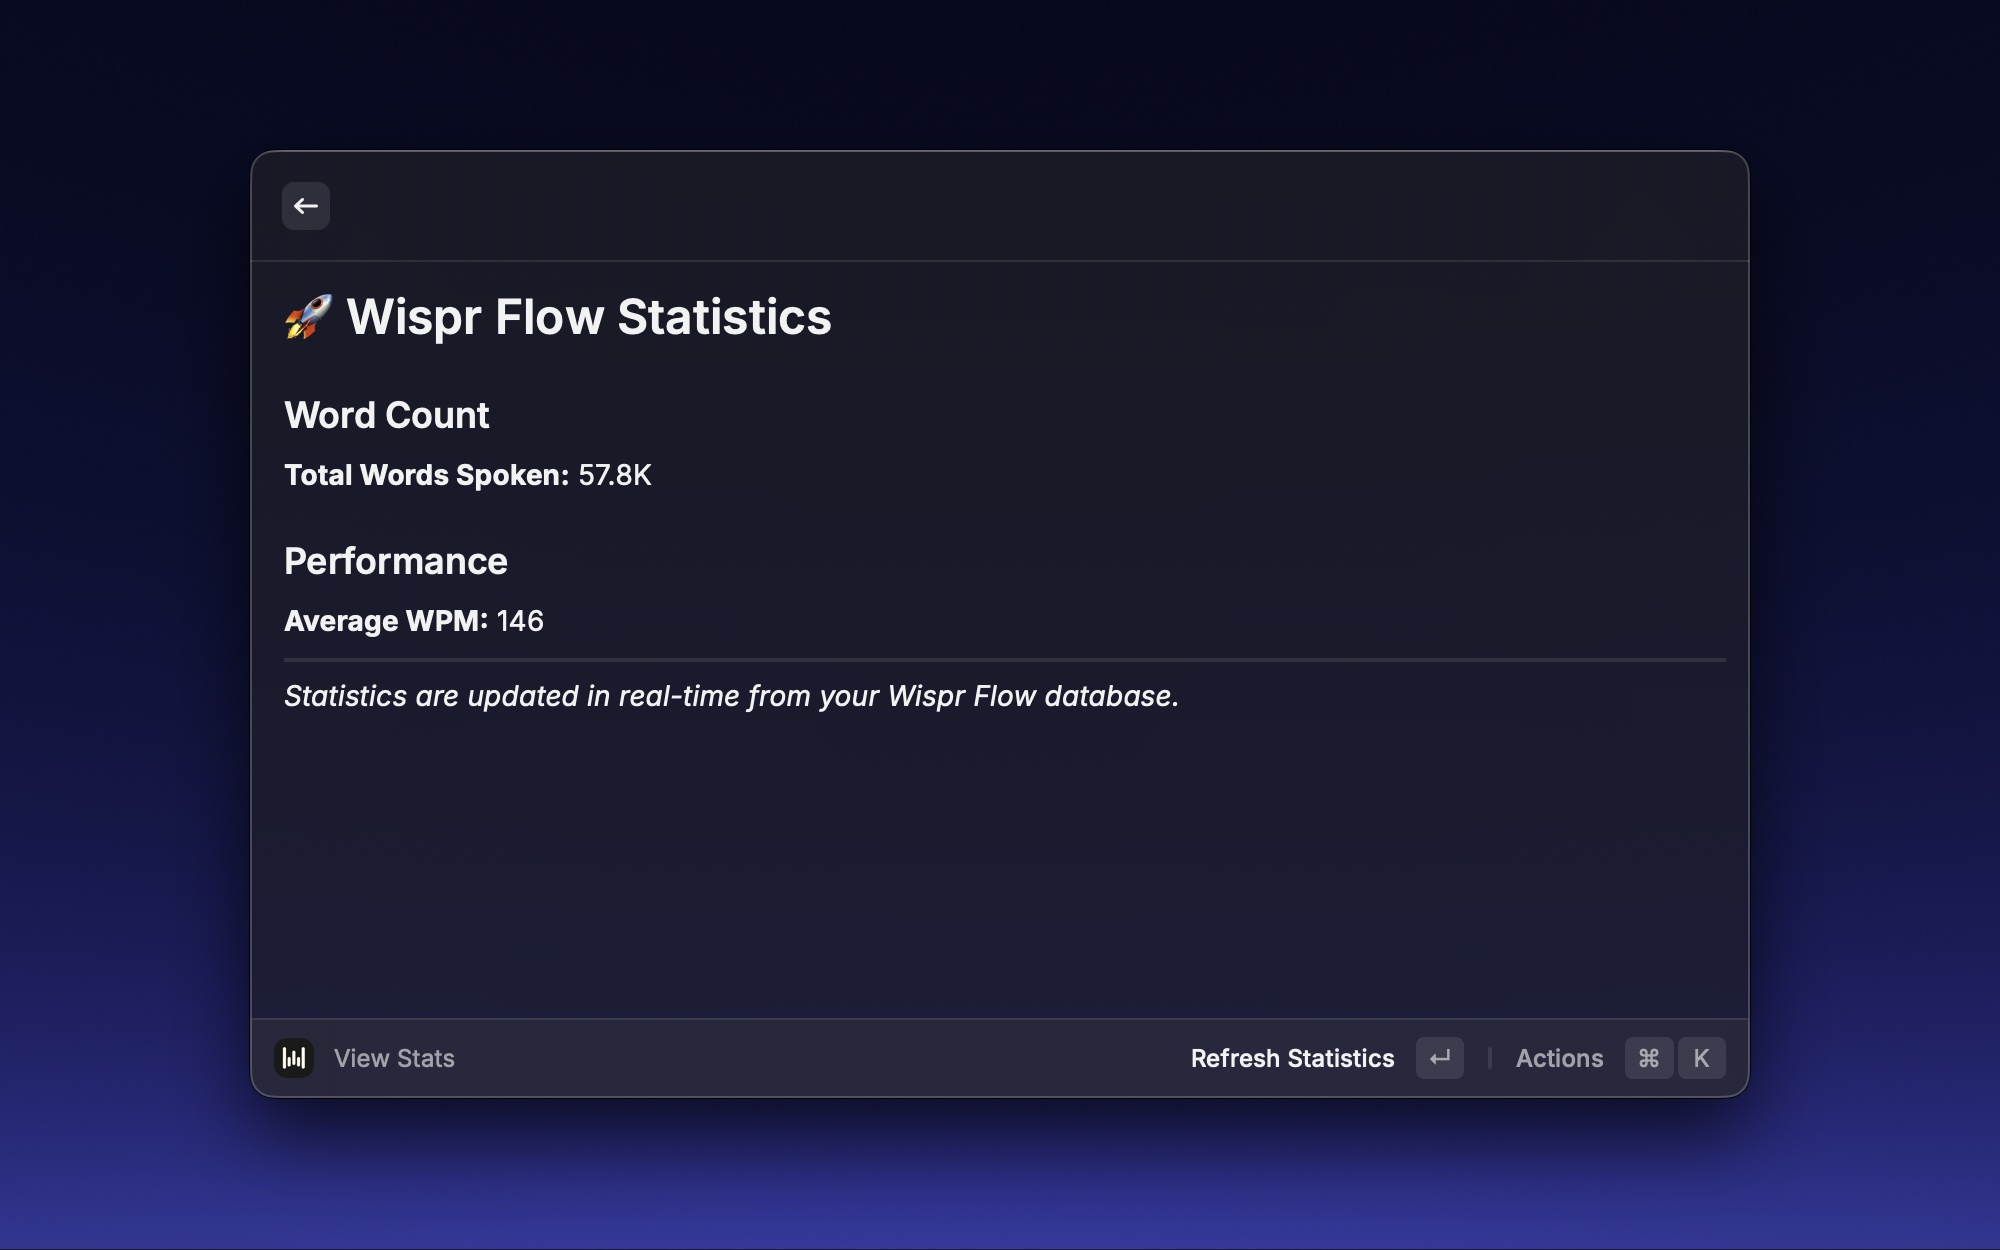 🚀 Wispr Flow Statistics
Word Count
Total Words Spoken: 57.8K
Performance
Average WPM: 146
Statistics are updated in real-time from your Wispr Flow database.
View Stats
Refresh Statistics ↵ Actions ⌘ K